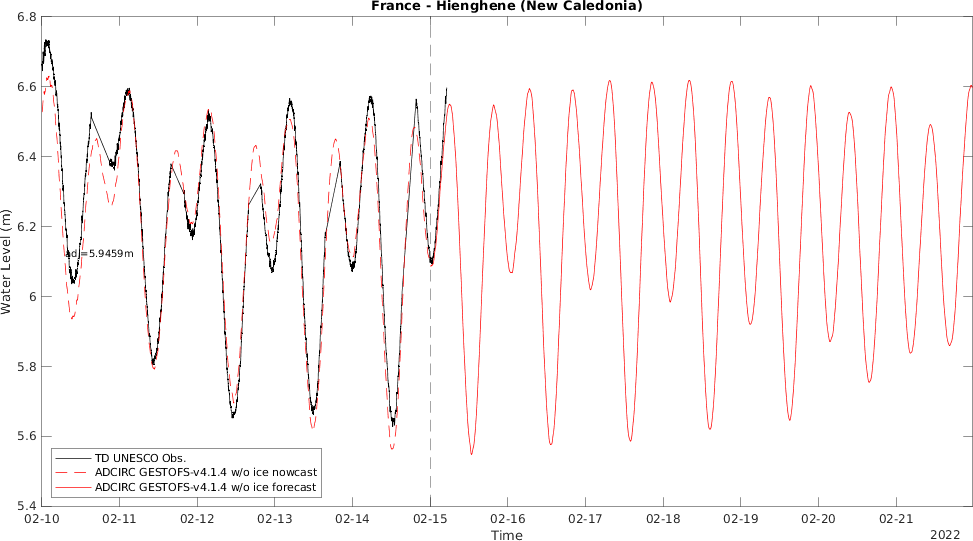 France - Hienghene (New Caledonia)
6.8
6.6
6.4
6.2
6
5.8
5.6
5.4
Water Level (m)
adj=5.9459m
TD UNESCO Obs.
ADCIRC GESTOFS-v4.1.4 w/o ice nowcast
ADCIRC GESTOFS-v4.1.4 w/o ice forecast
02-10 02-11 02-12 02-13 02-14 02-15 02-16 02-17 02-18 02-19 02-20 02-21
Time
2022